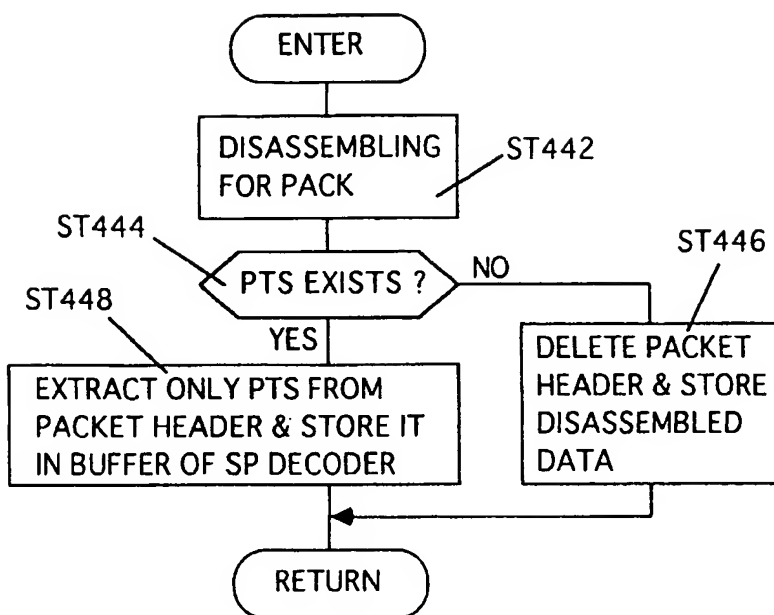 ENTER
DISASSEMBLING
FOR PACK
ST442
ST444
PTS EXISTS ?
NO
ST446
ST448
YES
EXTRACT ONLY PTS FROM
PACKET HEADER & STORE IT
IN BUFFER OF SP DECODER
DELETE PACKET
HEADER & STORE
DISASSEMBLED
DATA
RETURN